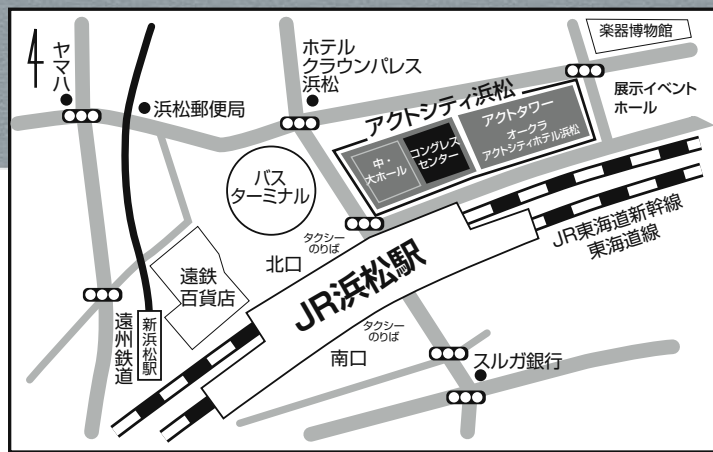 楽器博物館
ヤマハ
ホテル
クラウンパレス
浜松
浜松郵便局
アクトシティ浜松
展示イベント
ホール
アクトタワー
オークラ
アクトシティホテル浜松
コングレス
センター
中・
大ホール
バス
ターミナル
タクシー
のりば
北口
JR東海道新幹線
東海道線
遠鉄
百貨店
JR浜松駅
遠州鉄道
新浜松駅
タクシー
のりば
南口
スルガ銀行